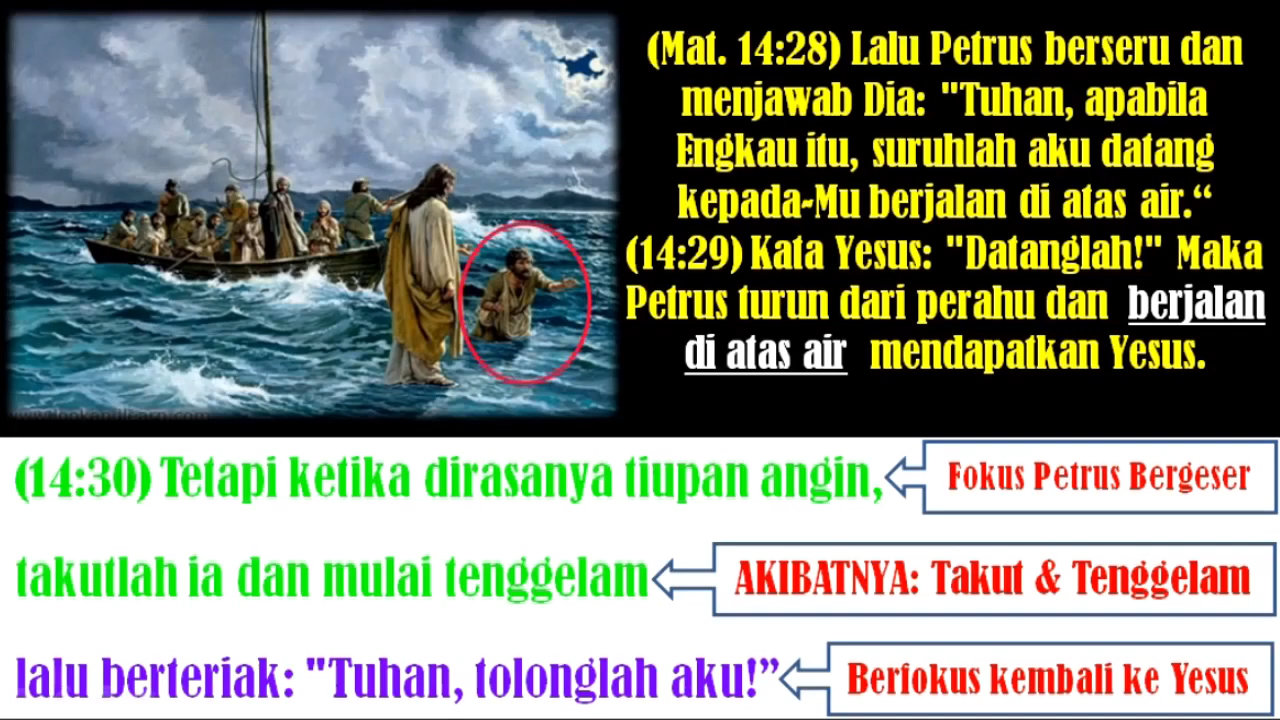 (Mat. 14:28) Lalu Petrus berseru dan
menjawab Dia: "Tuhan, apabila
Engkau itu, suruhlah aku datang
kepada-Mu berjalan di atas air.“
(14:29) Kata Yesus: "Datanglah!" Maka
Petrus turun dari perahu dan berjalan
di atas air mendapatkan Yesus.
(14:30) Tetapi ketika dirasanya tiupan angin,
Fokus Petrus Bergeser
takutlah ia dan mulai tenggelam
AKIBATNYA: Takut & Tenggelam
lalu berteriak: "Tuhan, tolonglah aku!”
Berfokus kembali ke Yesus